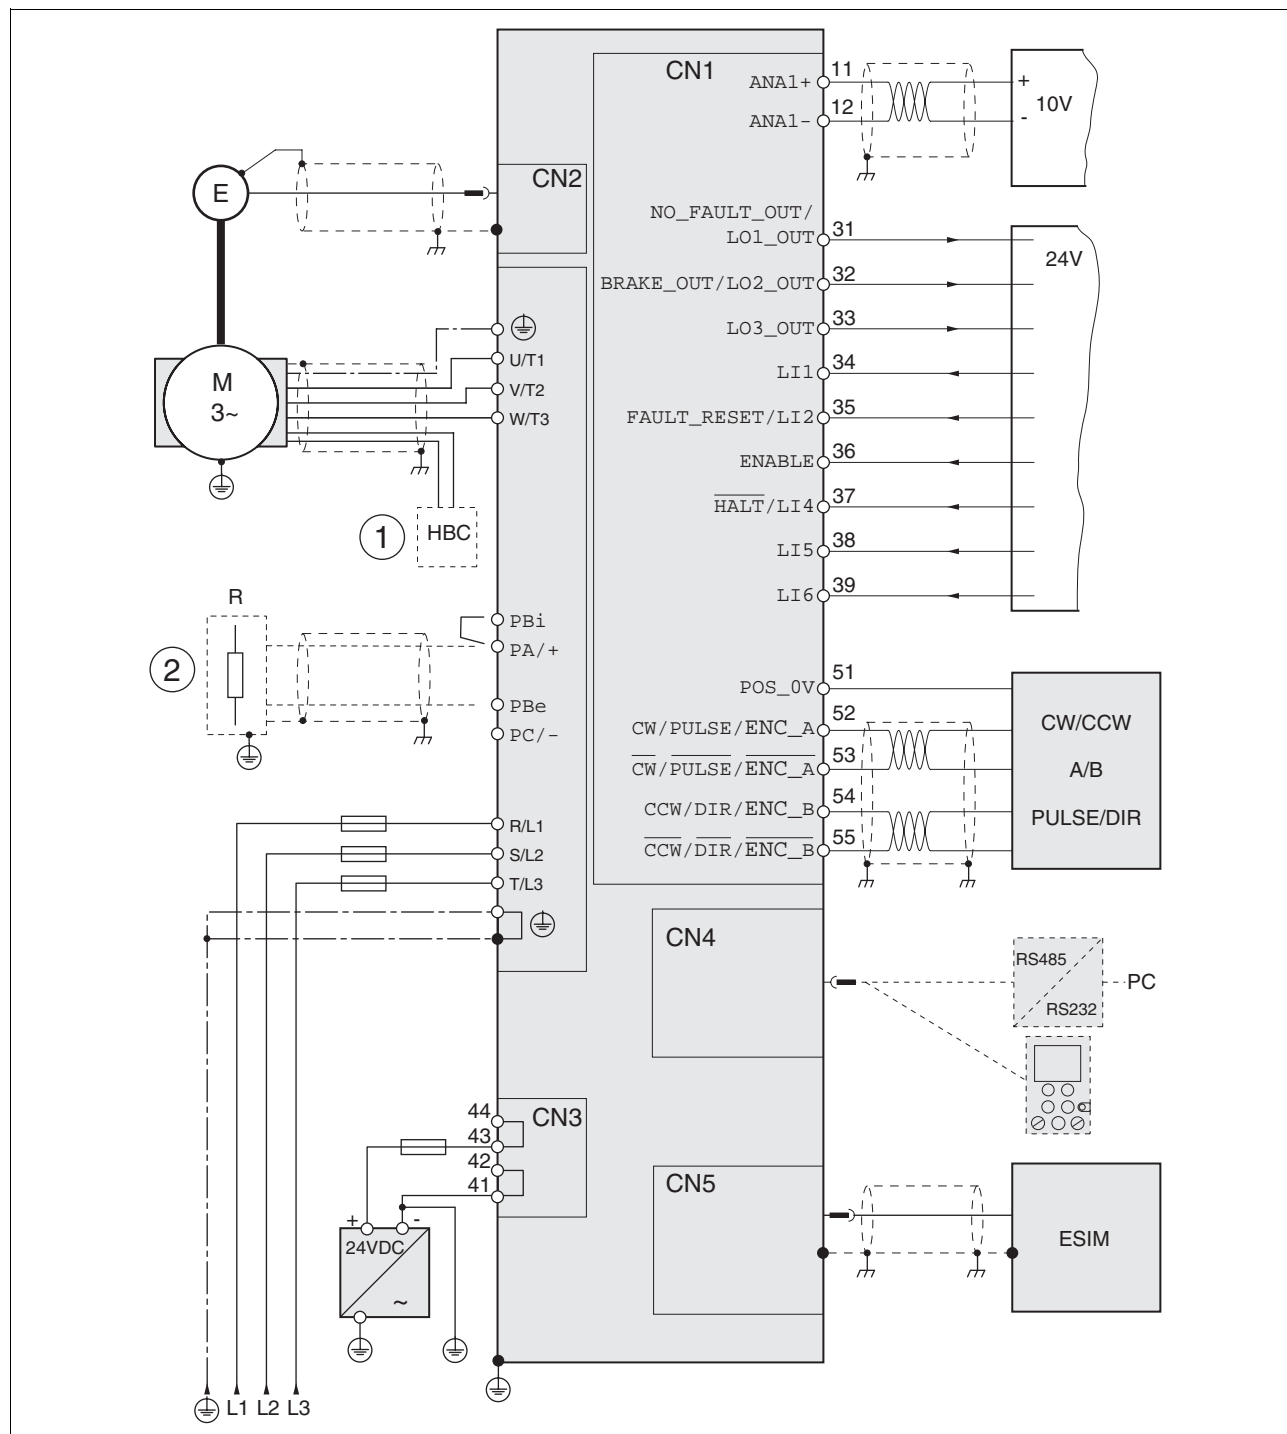 CN1
ANA1+ 11
ANA1- 12
+
10V
-
E
CN2
NO_FAULT_OUT/
LO1_OUT 31
24V
BRAKE_OUT/LO2_OUT 32
LO3_OUT 33
LI1 34
FAULT_RESET/LI2 35
ENABLE 36
HALT/LI4 37
LI5 38
LI6 39
U/T1
V/T2
W/T3
M
3~
1
HBC
R
2
PBi
PA/+
PBe
PC/-
POS_0V 51
CW/PULSE/ENC_A 52
CW/PULSE/ENC_A 53
CCW/DIR/ENC_B 54
CCW/DIR/ENC_B 55
CW/CCW
A/B
PULSE/DIR
R/L1
S/L2
T/L3
CN4
RS485
RS232
PC
44
43
42
41
CN3
+ -
24VDC
~
CN5
ESIM
L1 L2 L3